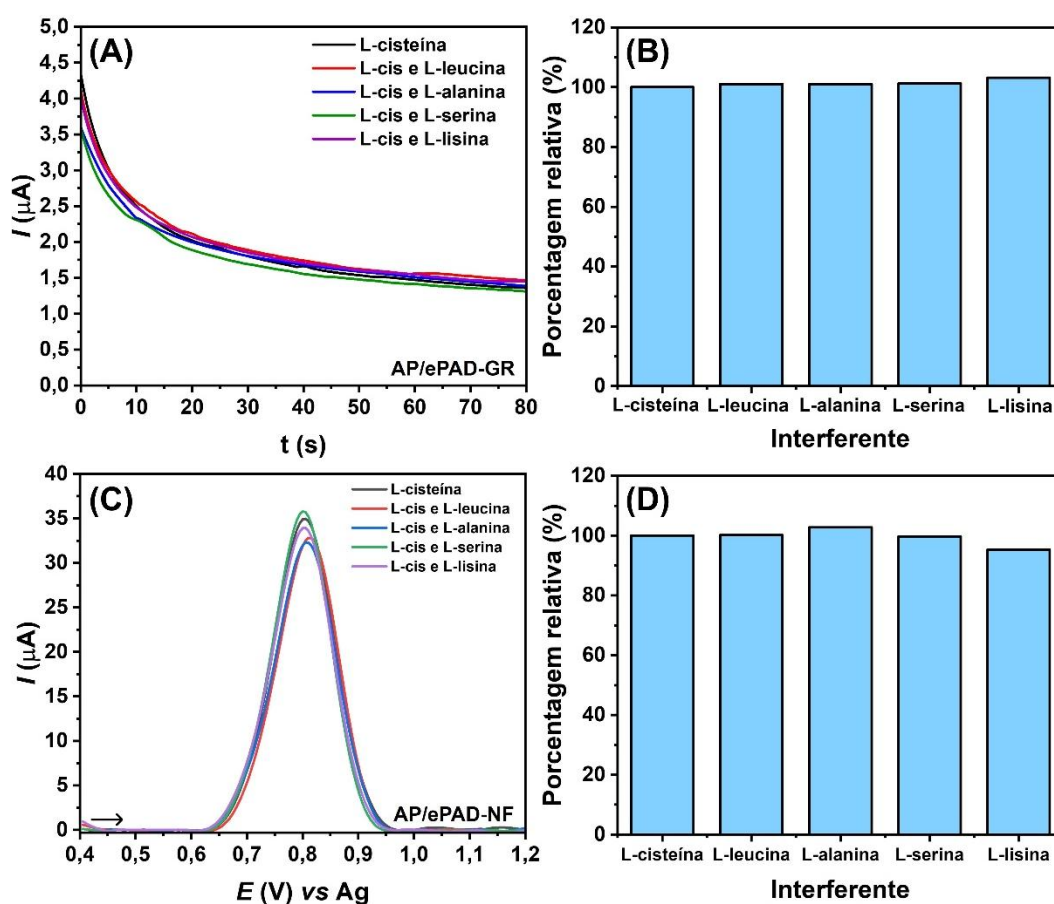 (A)
L-cisteína
L-cis e L-leucina
L-cis e L-alanina
L-cis e L-serina
L-cis e L-lisina
5,0
4,5
4,0
3,5
3,0
2,5
2,0
1,5
1,0
0,5
0,0
I (μA)
AP/ePAD-GR
0 10 20 30 40 50 60 70 80
t (s)
(B)
120
100
80
60
40
20
0
Porcentagem relativa (%)
L-cisteína L-leucina L-alanina L-serina L-lisina
Interferente
(C)
L-cisteína
L-cis e L-leucina
L-cis e L-alanina
L-cis e L-serina
L-cis e L-lisina
40
35
30
25
20
15
10
5
0
I (μA)
AP/ePAD-NF
0,4 0,5 0,6 0,7 0,8 0,9 1,0 1,1 1,2
E (V) vs Ag
(D)
120
100
80
60
40
20
0
Porcentagem relativa (%)
L-cisteína L-leucina L-alanina L-serina L-lisina
Interferente